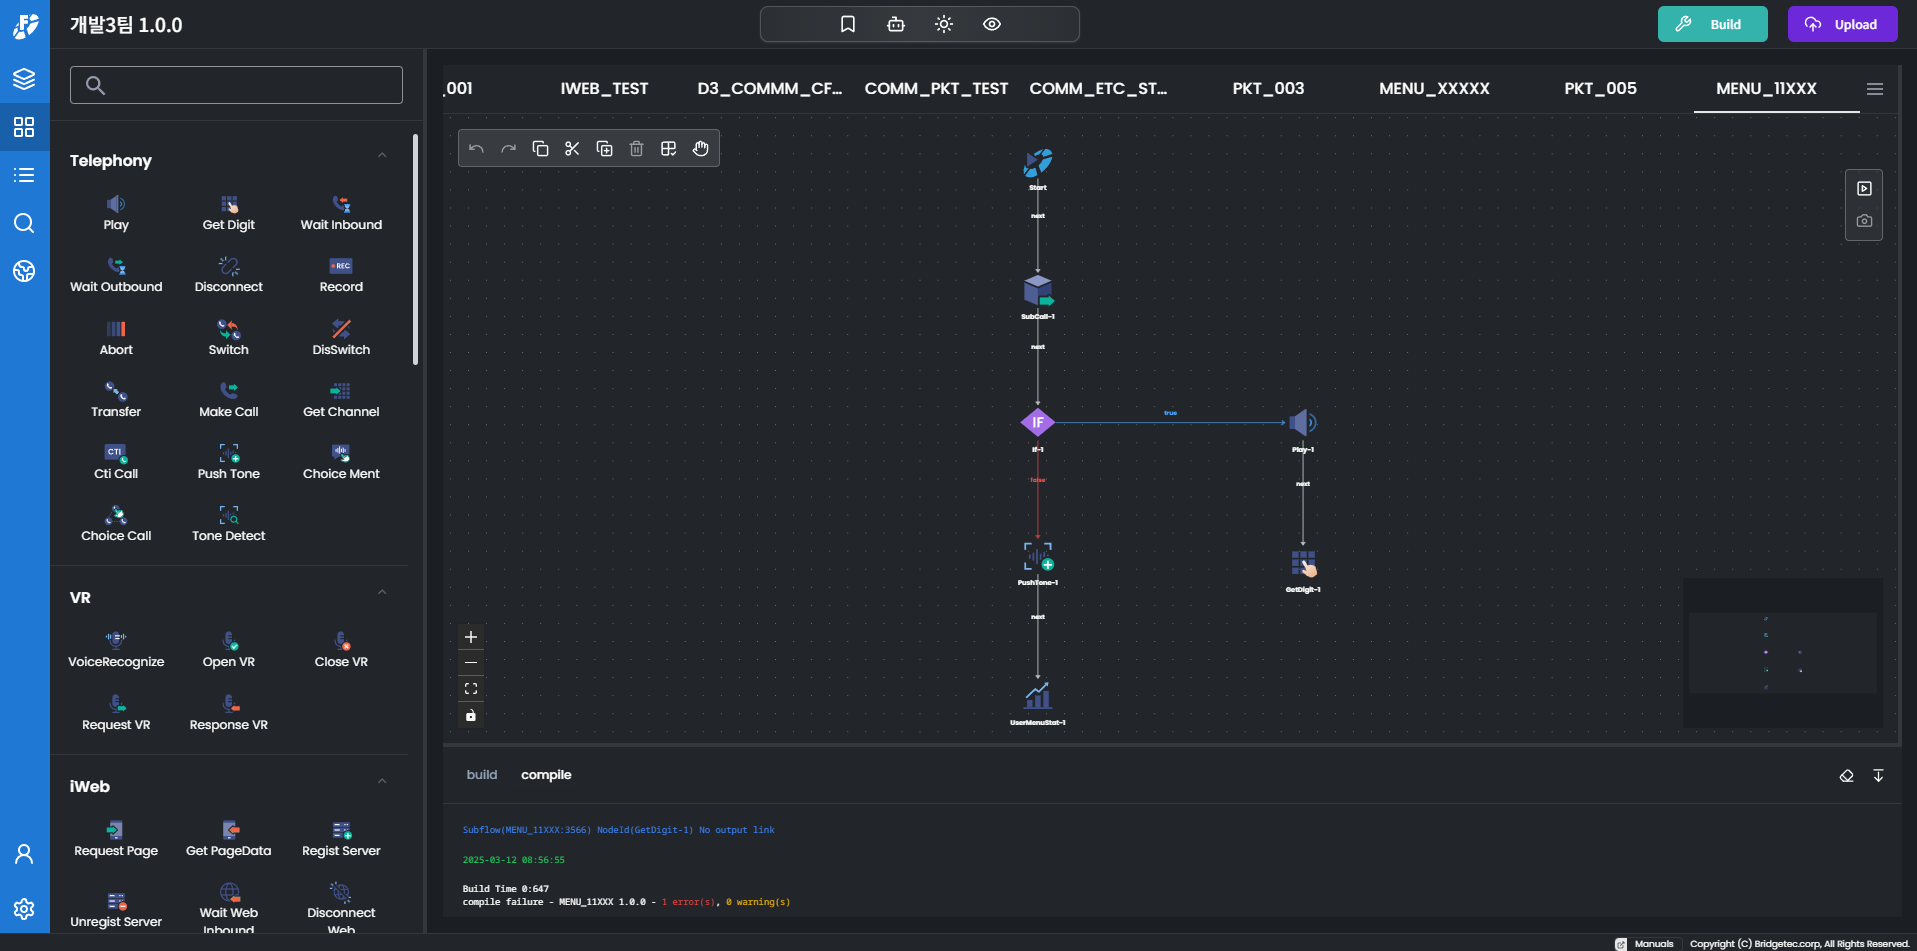 개발3팀 1.0.0
Build
Upload
_001
IWEB_TEST
D3_COMMM_CF...
COMM_PKT_TEST
COMM_ETC_ST...
PKT_003
MENU_XXXXX
PKT_005
MENU_11XXX
Telephony
Play
Get Digit
Wait Inbound
Wait Outbound
Disconnect
REC
Record
Abort
Switch
DisSwitch
Transfer
Make Call
Get Channel
CTI
Cti Call
Push Tone
Choice Ment
Choice Call
Tone Detect
VR
VoiceRecognize
Open VR
Close VR
Request VR
Response VR
iWeb
Request Page
Get PageData
Regist Server
Unregist Server
Wait Web
Inbound
Disconnect
Web
Start
next
SubCall-1
next
IF
If-1
true
Play-1
false
next
PushTone-1
GetDigit-1
next
UserMenuStat-1
build
compile
Subflow(MENU_11XXX:3566) NodeId(GetDigit-1) No output link
2025-03-12 08:56:55
Build Time 0:647
compile failure - MENU_11XXX 1.0.0 - 1 error(s), 0 warning(s)
Manuals
Copyright (C) Bridgetec.corp, All Rights Reserved.